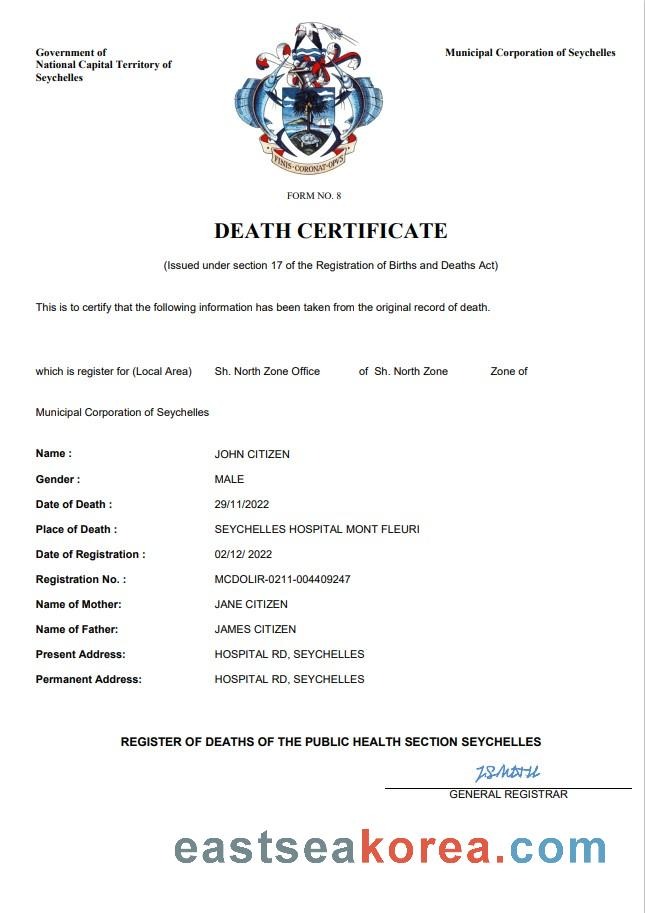 Government of
National Capital Territory of
Seychelles
Municipal Corporation of Seychelles
FINIS·CORONAT·OPVS
FORM NO. 8
DEATH CERTIFICATE
(Issued under section 17 of the Registration of Births and Deaths Act)
This is to certify that the following information has been taken from the original record of death.
which is register for (Local Area) Sh. North Zone Office of Sh. North Zone Zone of
Municipal Corporation of Seychelles
Name : JOHN CITIZEN
Gender : MALE
Date of Death : 29/11/2022
Place of Death : SEYCHELLES HOSPITAL MONT FLEURI
Date of Registration : 02/12/ 2022
Registration No. : MCDOLIR-0211-004409247
Name of Mother: JANE CITIZEN
Name of Father: JAMES CITIZEN
Present Address: HOSPITAL RD, SEYCHELLES
Permanent Address: HOSPITAL RD, SEYCHELLES
REGISTER OF DEATHS OF THE PUBLIC HEALTH SECTION SEYCHELLES
GENERAL REGISTRAR
eastseakorea.com